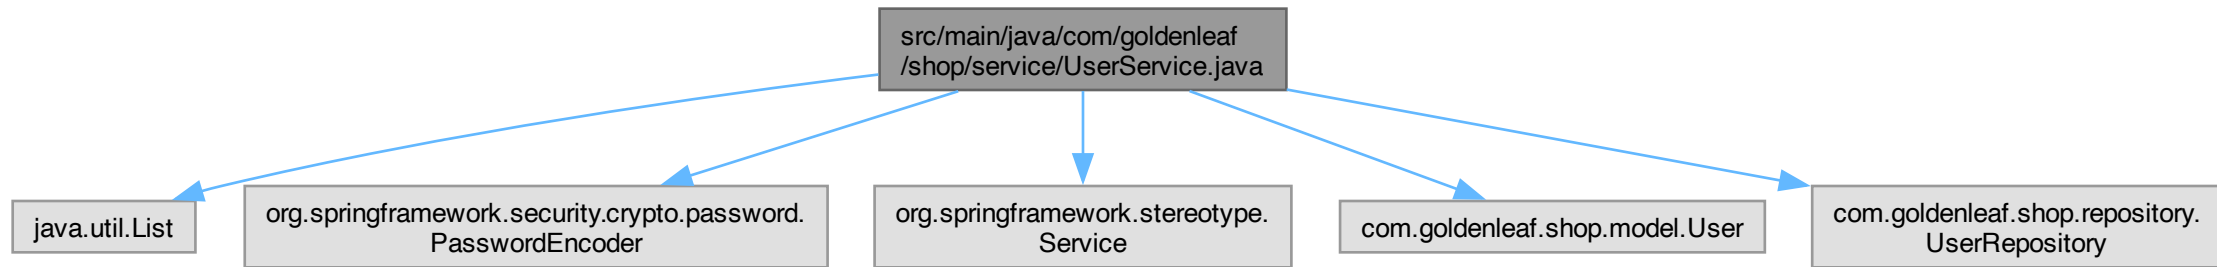 src/main/java/com/goldenleaf
/shop/service/UserService.java
java.util.List
org.springframework.security.crypto.password.
PasswordEncoder
org.springframework.stereotype.
Service
com.goldenleaf.shop.model.User
com.goldenleaf.shop.repository.
UserRepository